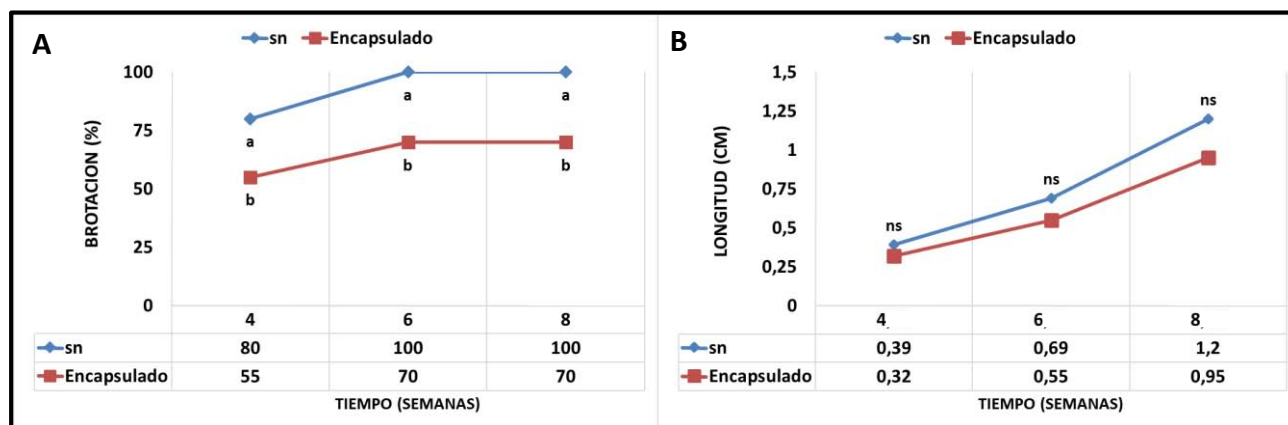 A
sn Encapsulado
100
75
50
25
0
BROTACION (%)
a
a
a
b
b
b
4 6 8
sn 80 100 100
Encapsulado 55 70 70
TIEMPO (SEMANAS)
B
sn Encapsulado
1,5
1,25
1
0,75
0,5
0,25
0
LONGITUD (CM)
ns
ns
ns
4 6 8
sn 0,39 0,69 1,2
Encapsulado 0,32 0,55 0,95
TIEMPO (SEMANAS)